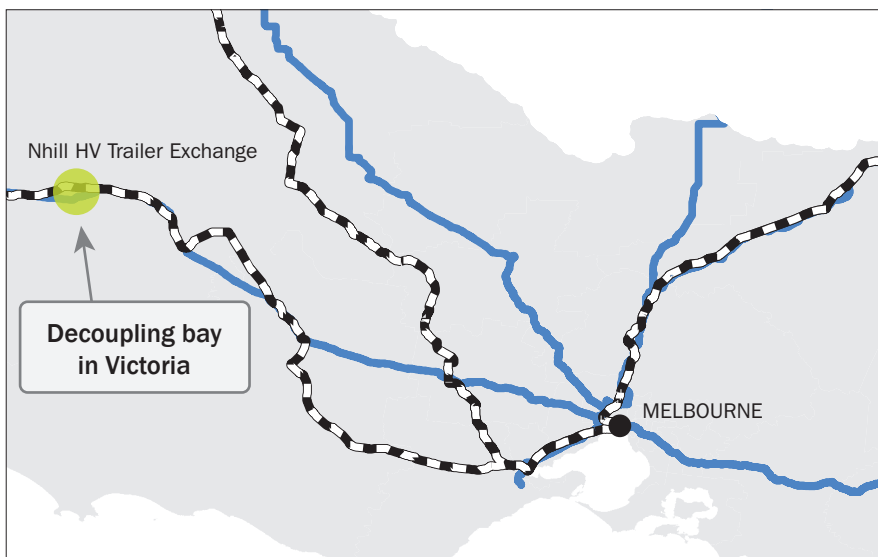 Nhill HV Trailer Exchange
Decoupling bay
in Victoria
MELBOURNE